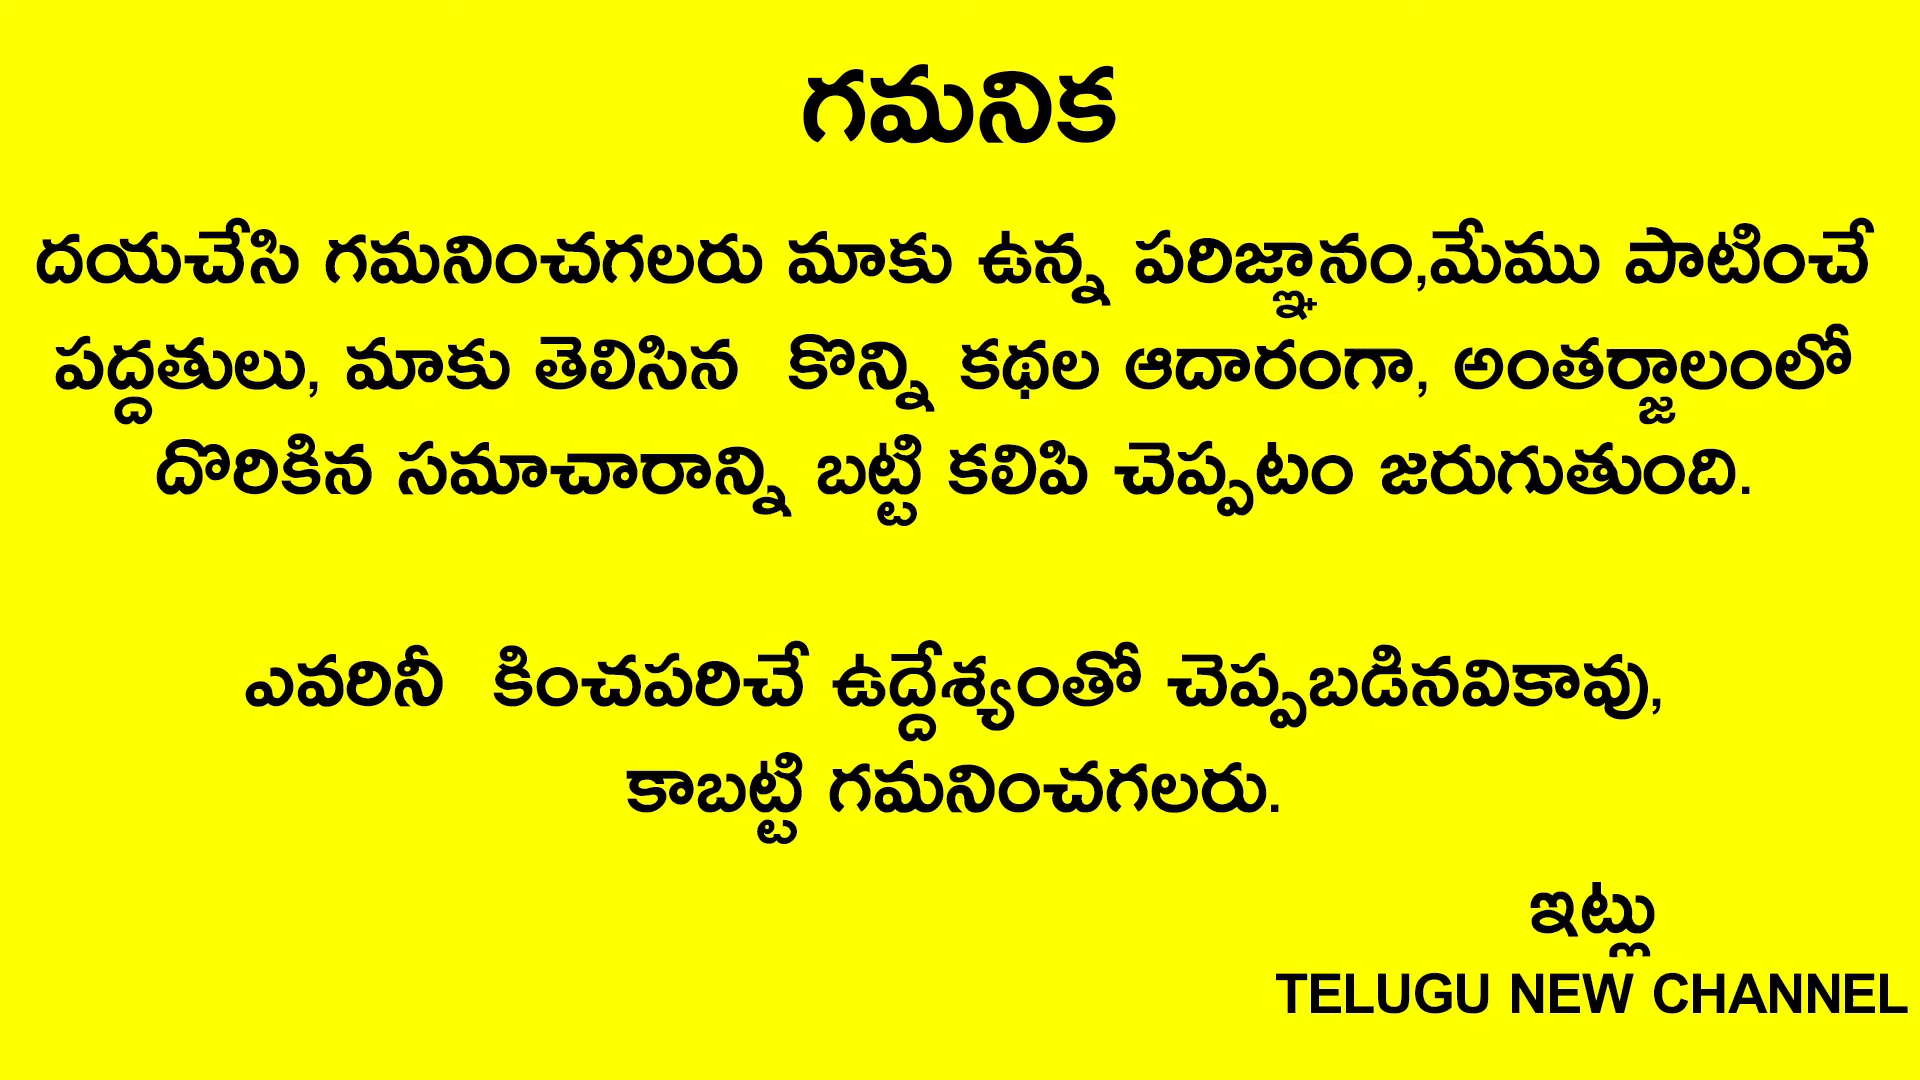 గమనిక
దయచేసి గమనించగలరు మాకు ఉన్న పరిజ్ఞానం,మేము పాటించే
పద్దతులు, మాకు తెలిసిన కొన్ని కథల ఆదారంగా, అంతర్జాలంలో
దొరికిన సమాచారాన్ని బట్టి కలిపి చెప్పటం జరుగుతుంది.
ఎవరినీ కించపరిచే ఉద్దేశ్యంతో చెప్పబడినవికావు,
కాబట్టి గమనించగలరు.
ఇట్లు
TELUGU NEW CHANNEL